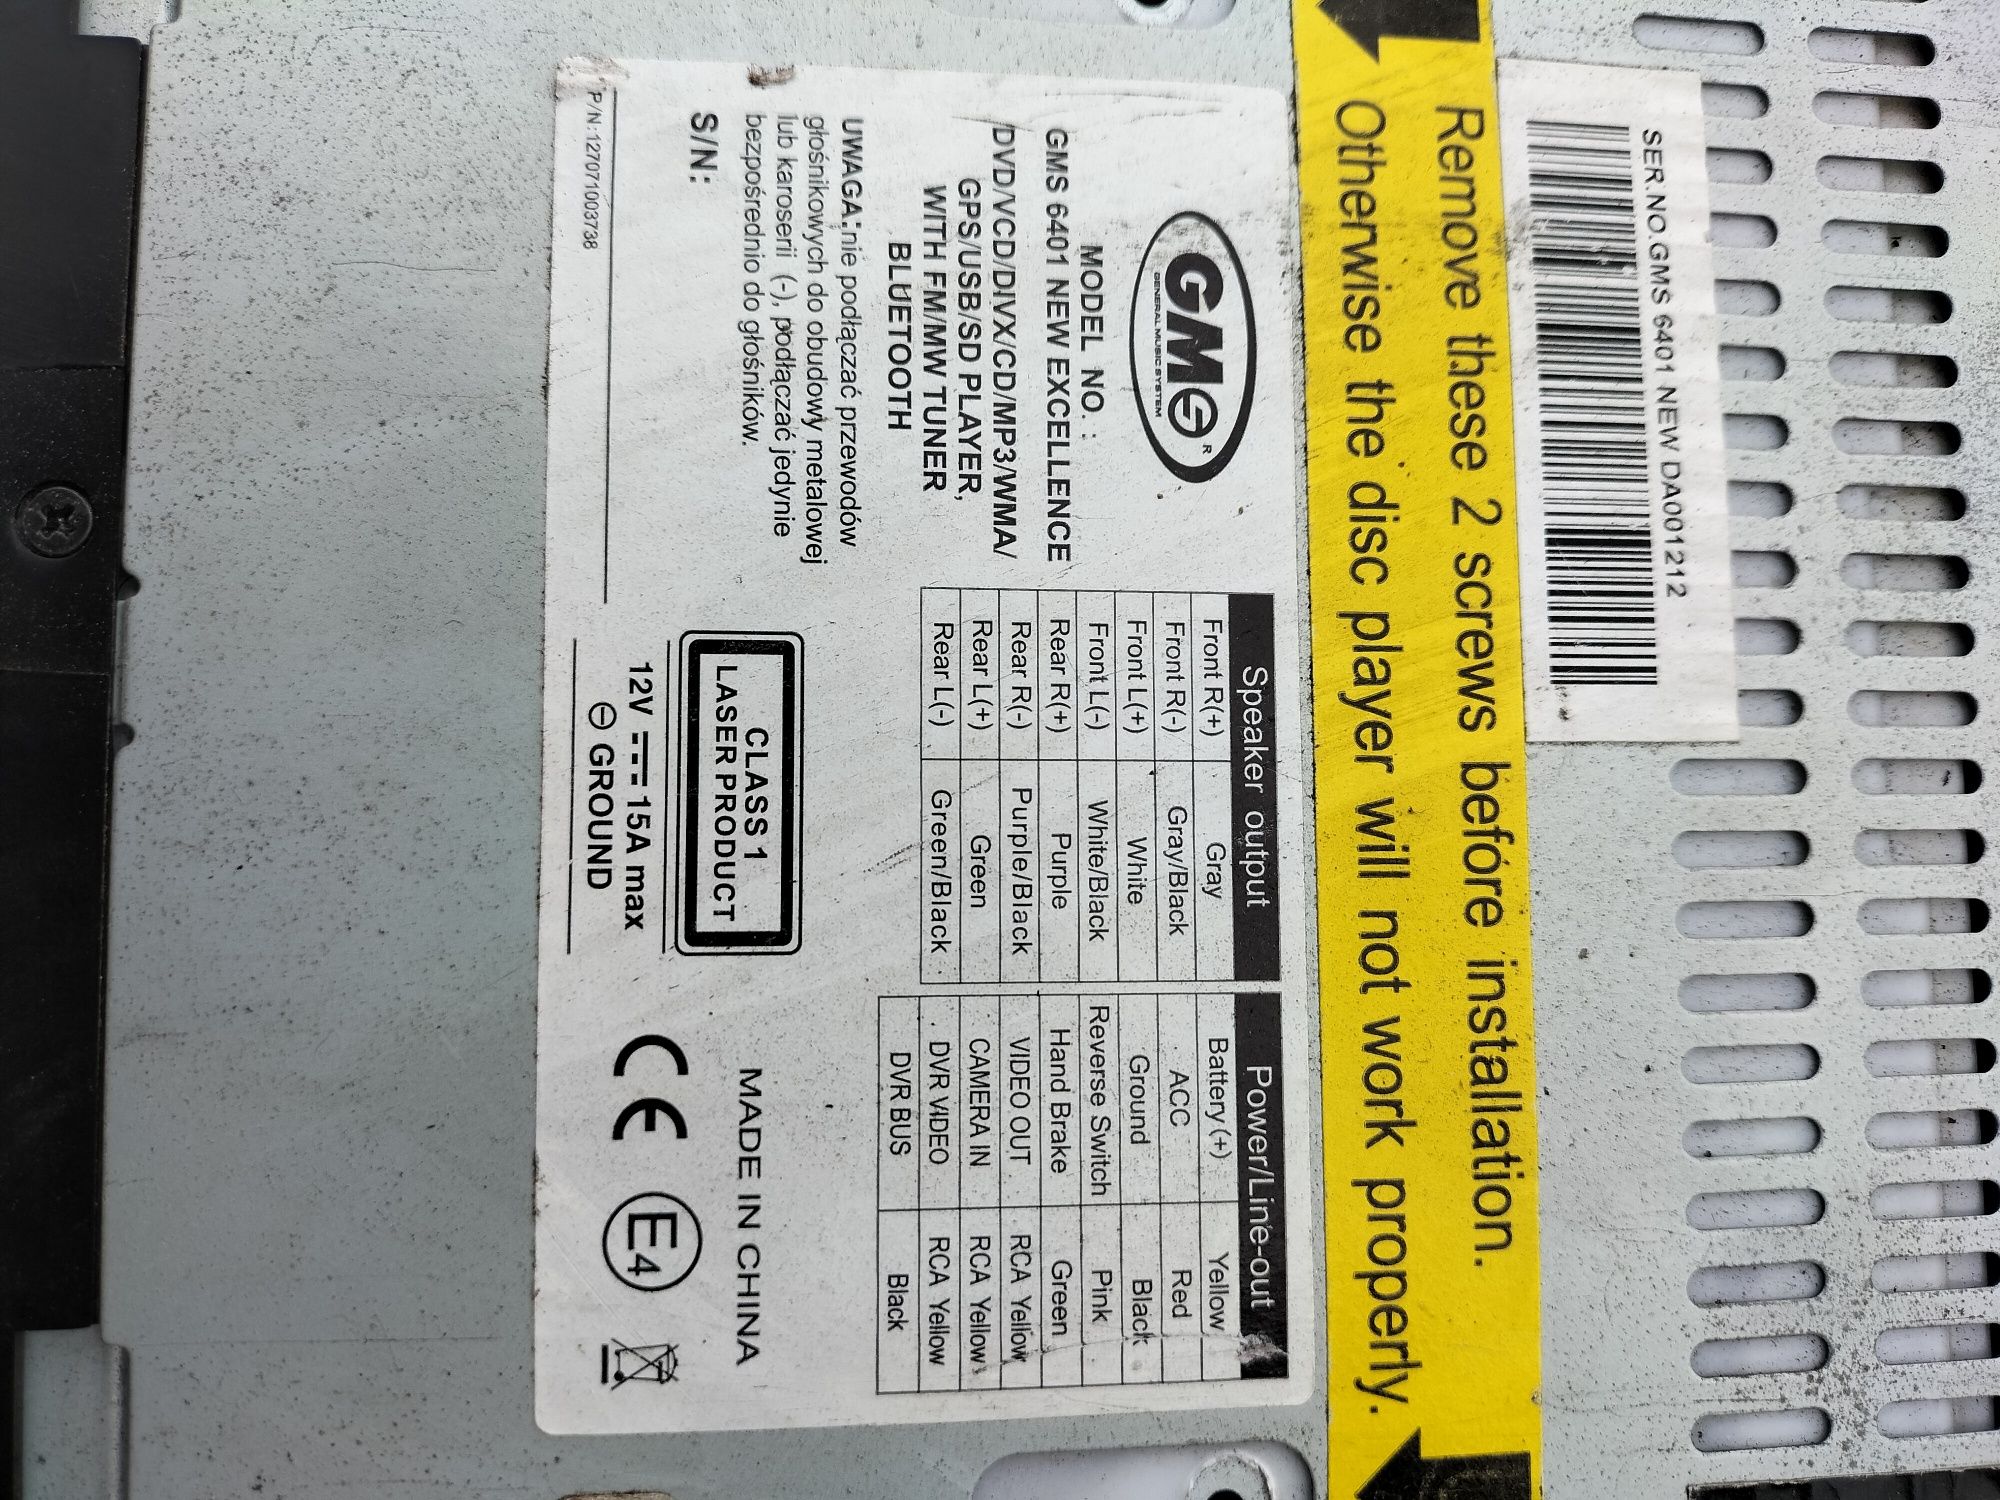 SER.NO.GMS 6401 NEW DA001212
Remove these 2 screws before installation.
Otherwise the disc player will not work properly.
GMS
R
GENERAL MUSIC SYSTEM
MODEL NO. :
GMS 6401 NEW EXCELLENCE
DVD/VCD/DIVX/CD/MP3/WMA/
GPS/USB/SD PLAYER,
WITH FM/MW TUNER
BLUETOOTH
UWAGA: nie podłączać przewodów
głośnikowych do obudowy metalowej
lub karoserii (-), podłączać jedynie
bezpośrednio do głośników.
S/N:
P/N:1270710037​38
Speaker output
Front R(+) Gray
Front R(-) Gray/Black
Front L(+) White
Front L(-) White/Black
Rear R(+) Purple
Rear R(-) Purple/Black
Rear L(+) Green
Rear L(-) Green/Black
CLASS 1
LASER PRODUCT
12V 15A max
GROUND
Power/Line-out
Battery(+) Yellow
ACC Red
Ground Black
Reverse Switch Pink
Hand Brake Green
VIDEO OUT RCA Yellow
CAMERA IN RCA Yellow
DVR VIDEO RCA Yellow
DVR BUS Black
MADE IN CHINA
CE E4